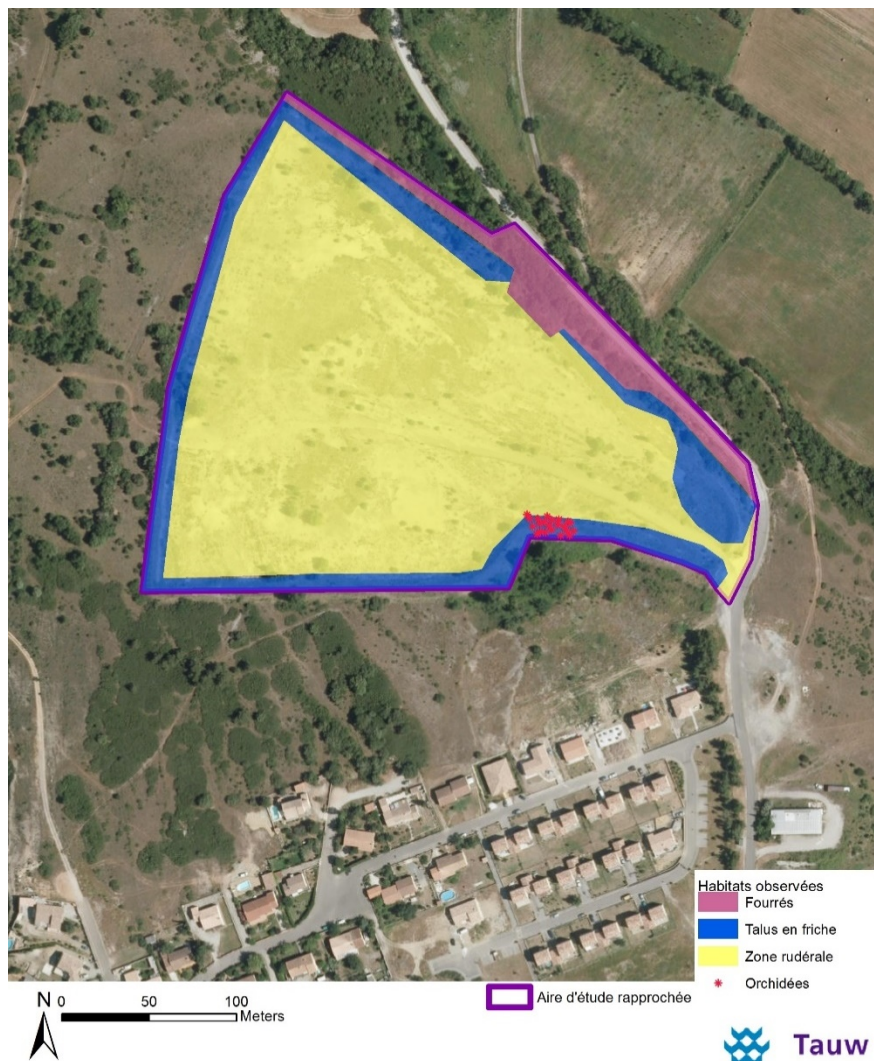 Habitats observées
Fourrés
Talus en friche
Zone rudérale
Orchidées
N
0 50 100
Meters
Aire d'étude rapprochée
Tauw